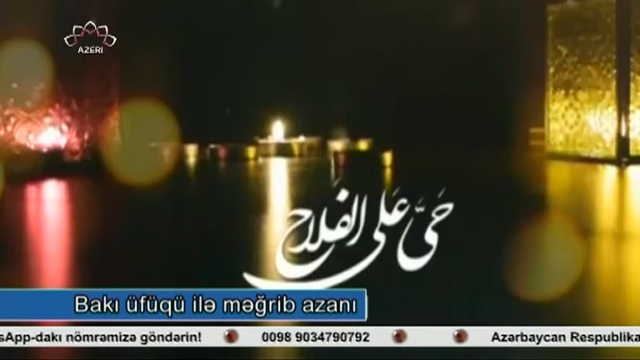 AZERI
حَيَّ عَلَى الْفَلَاحِ
Bakı üfüqü ilə məğrib azanı
sApp-dakı nömrəmizə göndərin! 0098 9034790792 Azərbaycan Respublika